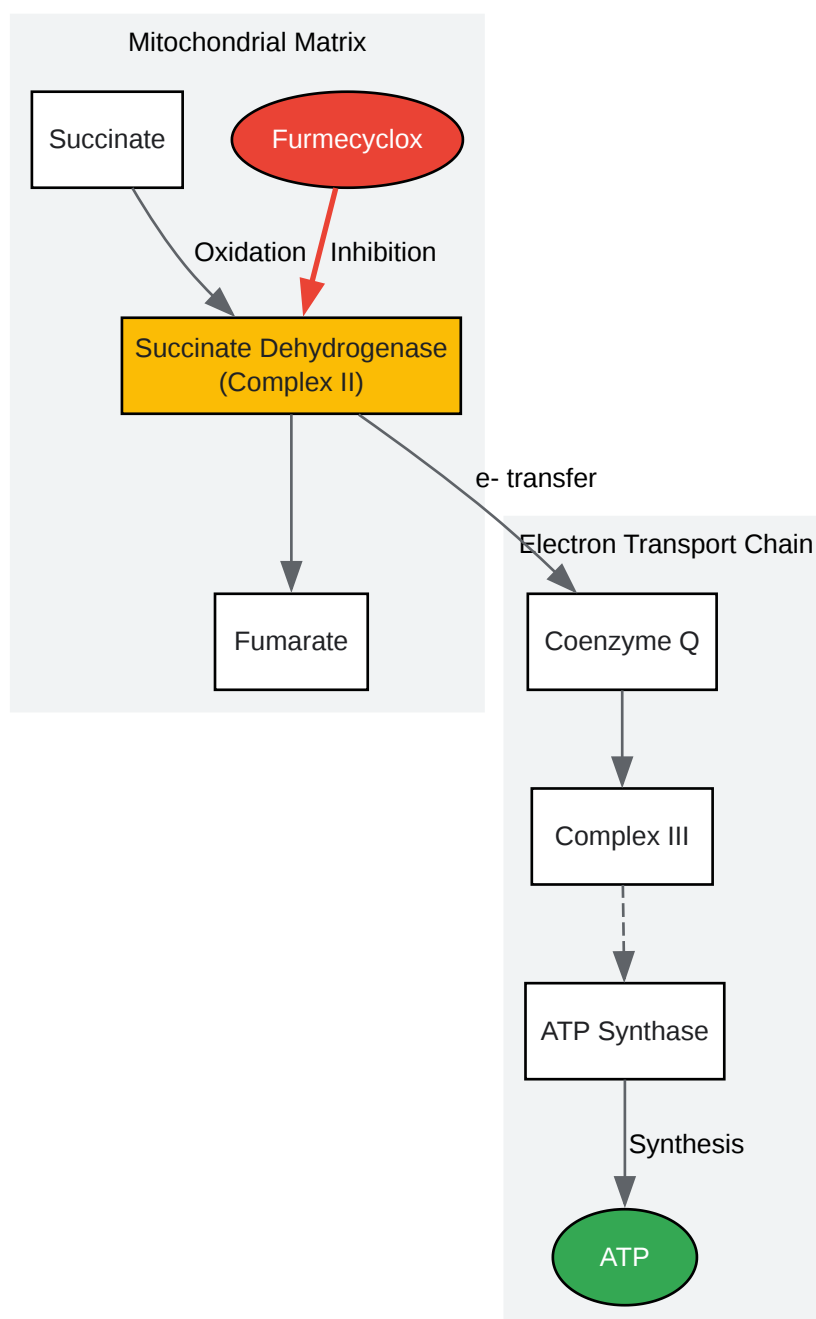 Mitochondrial Matrix
Succinate
Furmecyclox
Oxidation
Inhibition
Succinate Dehydrogenase
(Complex II)
e- transfer
Electron Transport Chain
Fumarate
Coenzyme Q
Complex III
ATP Synthase
Synthesis
ATP